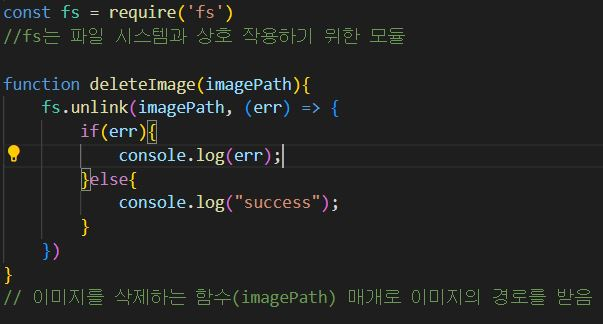 const fs = require('fs')
//fs는 파일 시스템과 상호 작용하기 위한 모듈
function deleteImage(imagePath){
fs.unlink(imagePath, (err) => {
if(err){
console.log(err);
}else{
console.log("success");
}
})
}
// 이미지를 삭제하는 함수(imagePath) 매개로 이미지의 경로를 받음